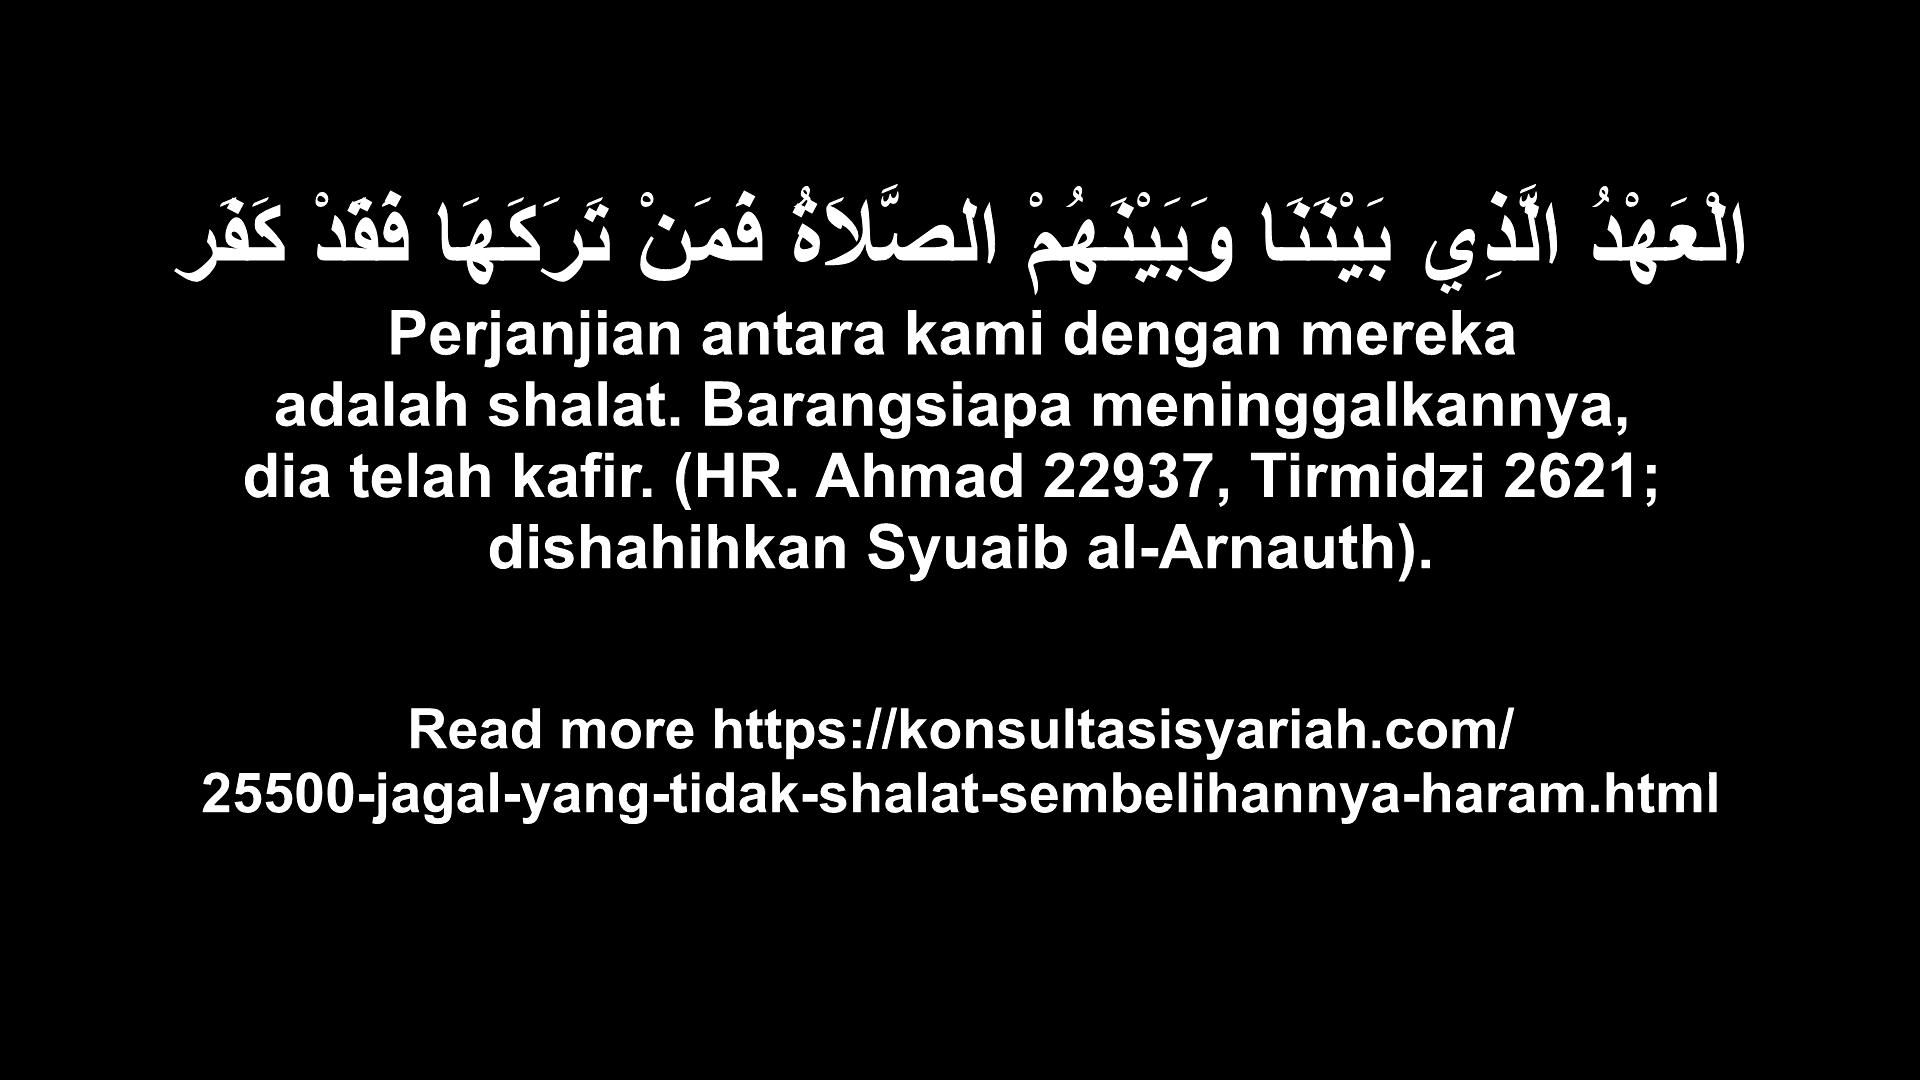 الْعَهْدُ الَّذِي بَيْنَنَا وَبَيْنَهُمْ الصَّلاَةُ فَمَنْ تَرَكَهَا فَقَدْ كَفَر
Perjanjian antara kami dengan mereka
adalah shalat. Barangsiapa meninggalkannya,
dia telah kafir. (HR. Ahmad 22937, Tirmidzi 2621;
dishahihkan Syuaib al-Arnauth).
Read more https://konsultasisyariah.com/
25500-jagal-yang-tidak-shalat-sembelihannya-haram.html